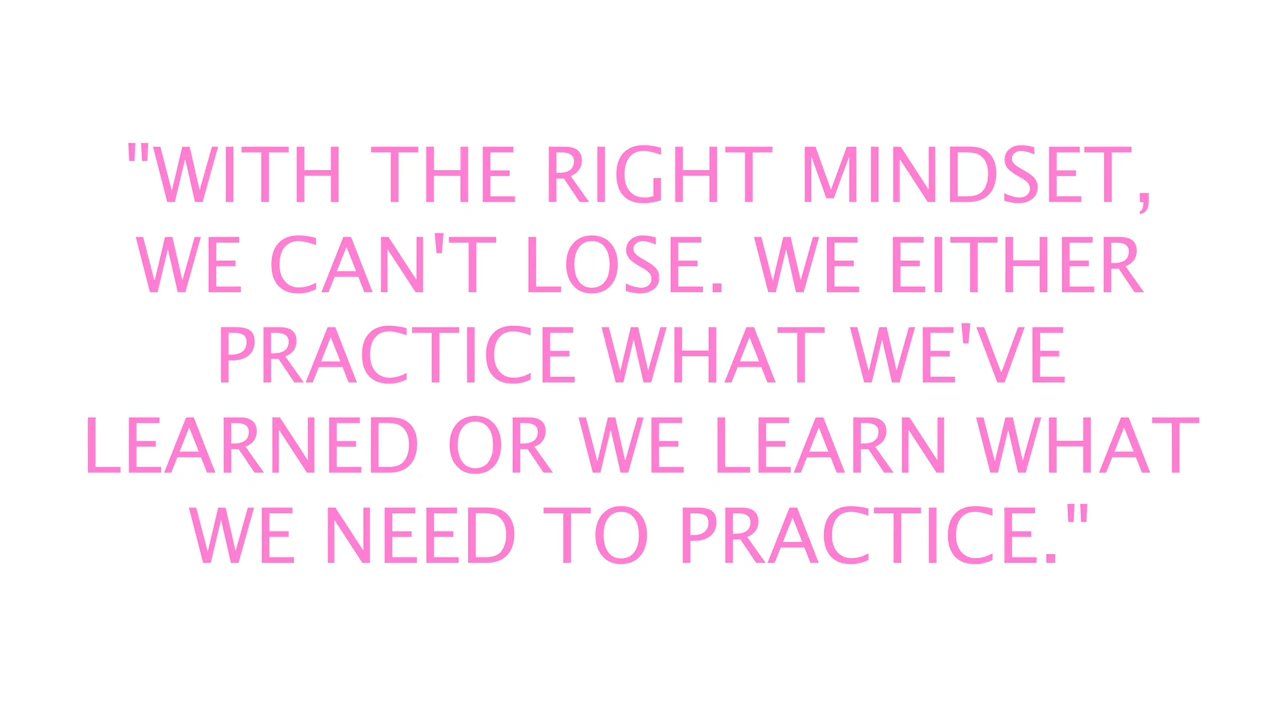 "WITH THE RIGHT MINDSET,
WE CAN'T LOSE. WE EITHER
PRACTICE WHAT WE'VE
LEARNED OR WE LEARN WHAT
WE NEED TO PRACTICE."